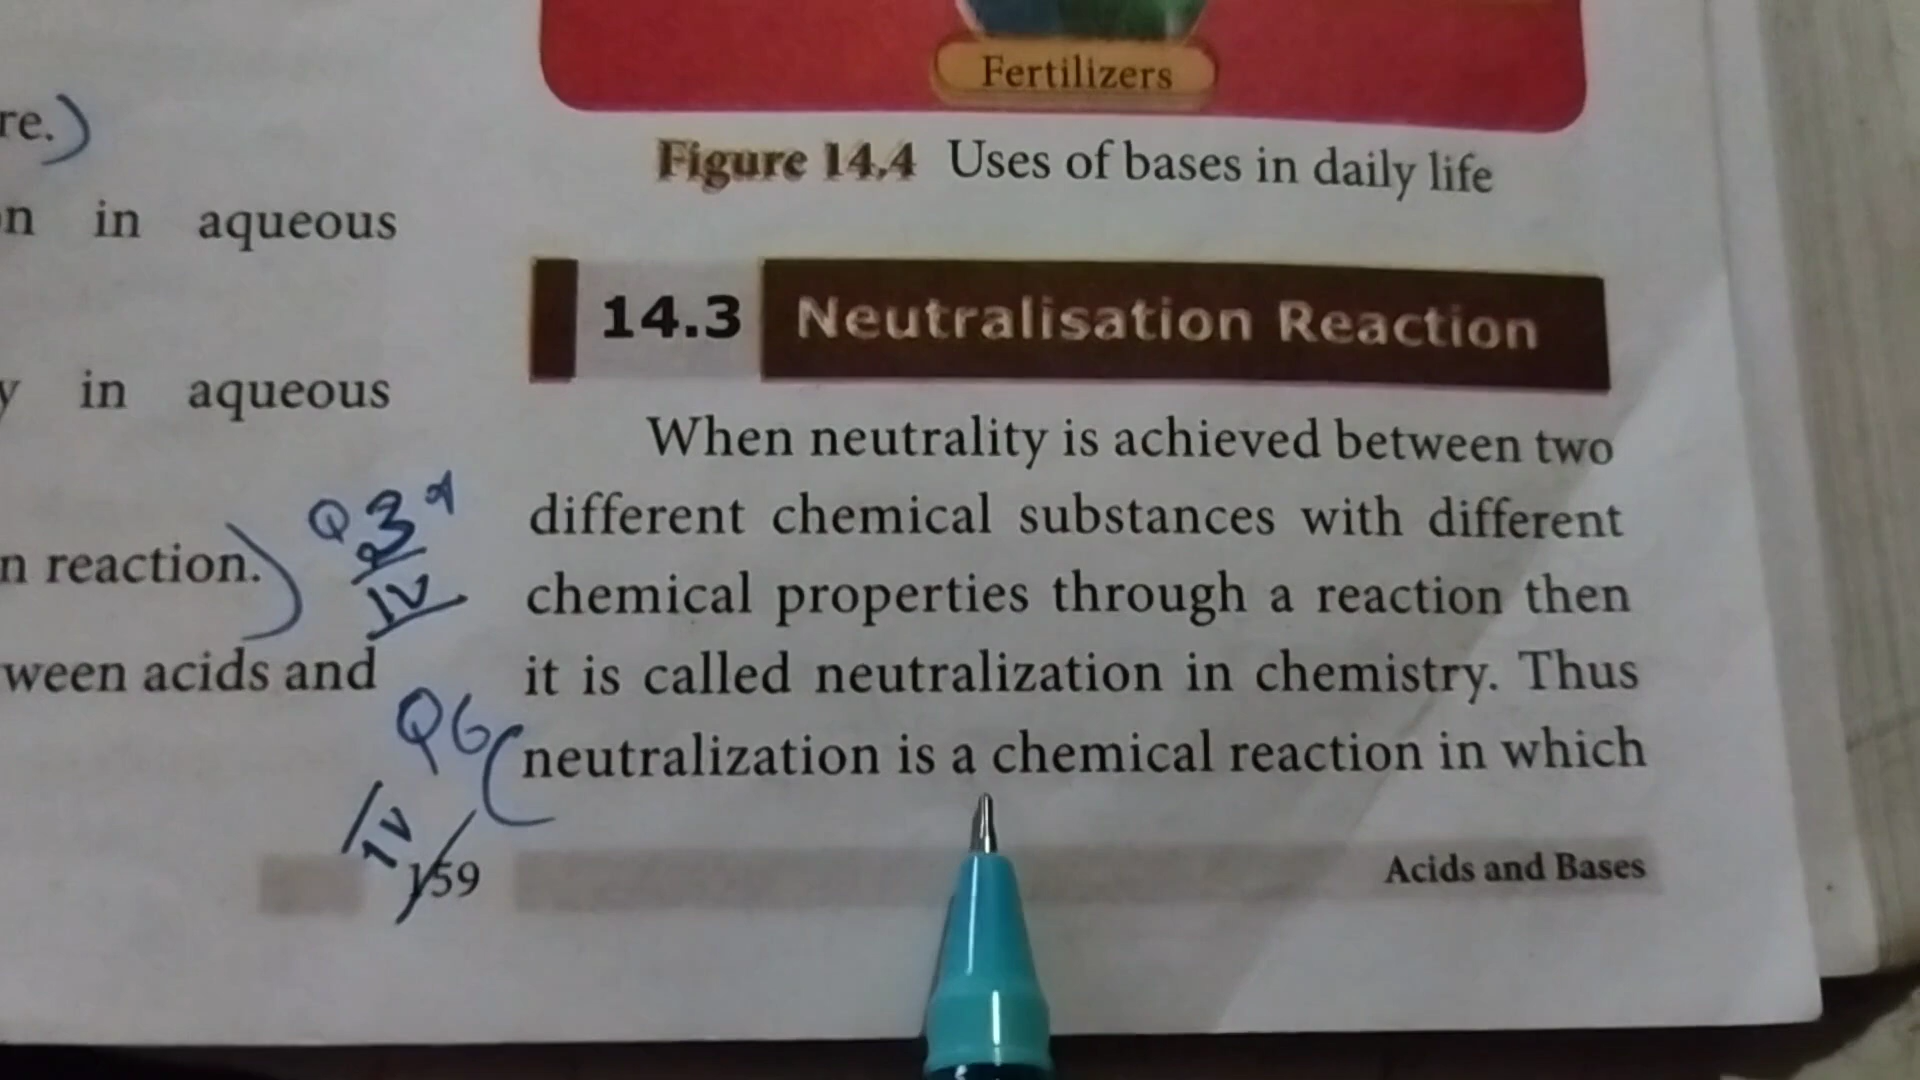 re.)
n in aqueous
y in aqueous
n reaction.)
Q 3
IV
ween acids and
Fertilizers
Figure 14.4 Uses of bases in daily life
14.3 Neutralisation Reaction
When neutrality is achieved between two
different chemical substances with different
chemical properties through a reaction then
it is called neutralization in chemistry. Thus
Q6 (neutralization is a chemical reaction in which
IV
159
Acids and Bases